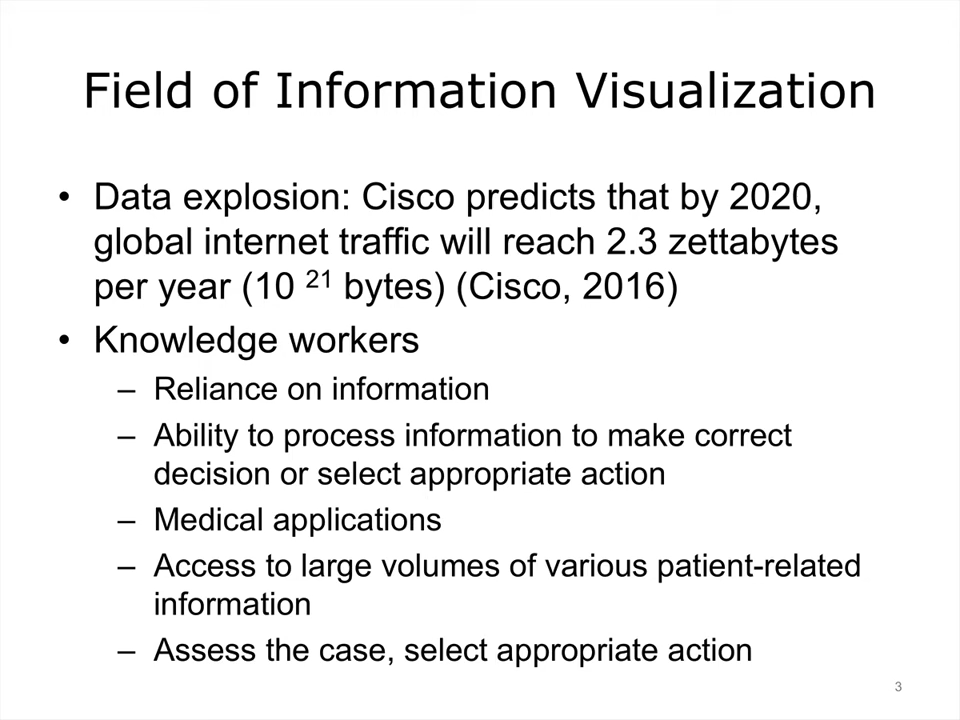 Field of Information Visualization
• Data explosion: Cisco predicts that by 2020,
global internet traffic will reach 2.3 zettabytes
per year (10 21 bytes) (Cisco, 2016)
• Knowledge workers
– Reliance on information
– Ability to process information to make correct
decision or select appropriate action
– Medical applications
– Access to large volumes of various patient-related
information
– Assess the case, select appropriate action
3